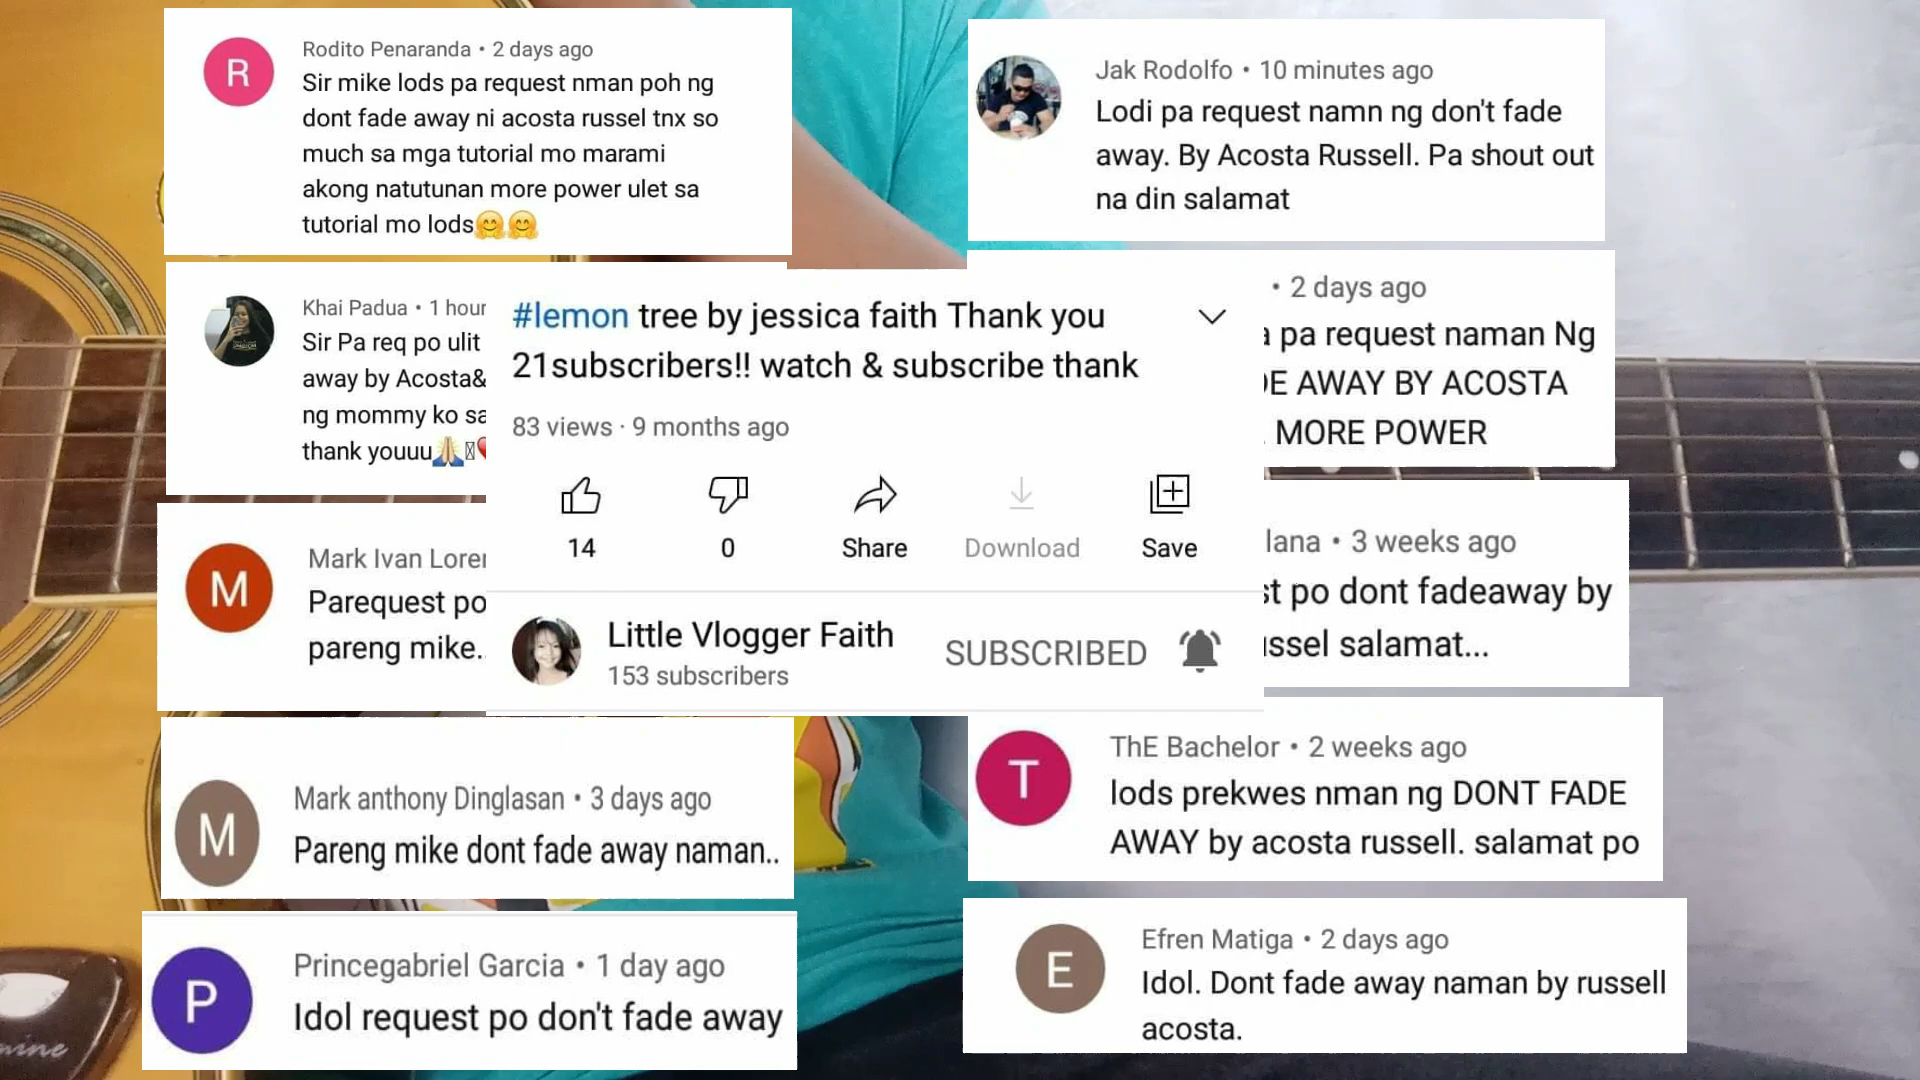 R
Rodito Penaranda • 2 days ago
Sir mike lods pa request nman poh ng
dont fade away ni acosta russel tnx so
much sa mga tutorial mo marami
akong natutunan more power ulet sa
tutorial mo lods🤗🤗
Jak Rodolfo • 10 minutes ago
Lodi pa request namn ng don't fade
away. By Acosta Russell. Pa shout out
na din salamat
Khai Padua • 1 hour
Sir Pa req po ulit
away by Acosta&
ng mommy ko sa
thank youuu🙏
#lemon tree by jessica faith Thank you
21subscribers!! watch & subscribe thank
83 views · 9 months ago
14
0
Share
Download
Save
Little Vlogger Faith
153 subscribers
SUBSCRIBED
• 2 days ago
pa request naman Ng
E AWAY BY ACOSTA
. MORE POWER
M
Mark Ivan Lorer
Parequest po
pareng mike..
lana • 3 weeks ago
st po dont fadeaway by
ssel salamat...
M
Mark anthony Dinglasan • 3 days ago
Pareng mike dont fade away naman..
T
ThE Bachelor • 2 weeks ago
lods prekwes nman ng DONT FADE
AWAY by acosta russell. salamat po
P
Princegabriel Garcia • 1 day ago
Idol request po don't fade away
E
Efren Matiga • 2 days ago
Idol. Dont fade away naman by russell
acosta.